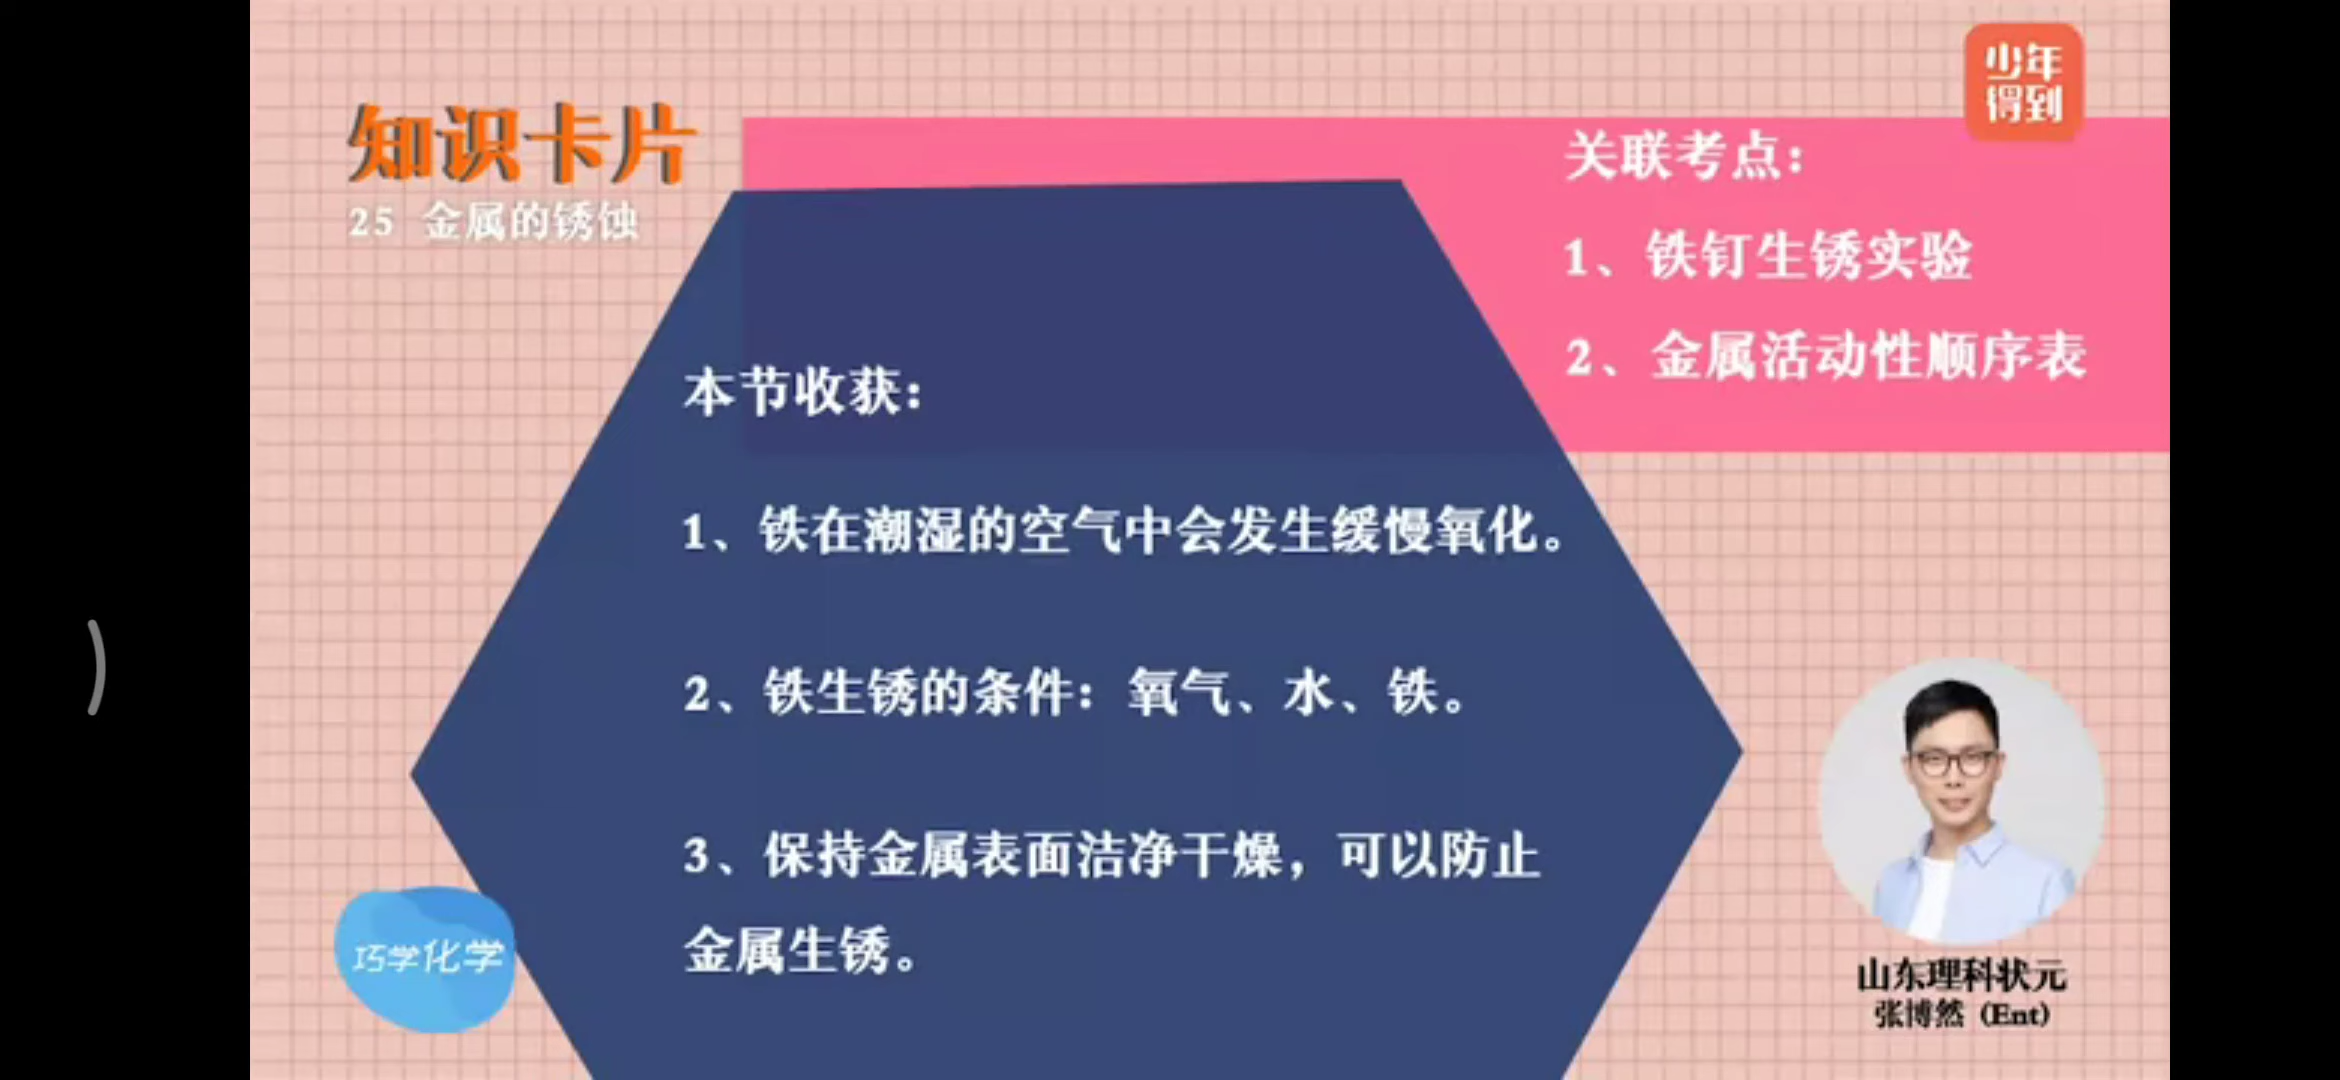 少年
得到
知识卡片
25 金属的锈蚀
关联考点：
1、铁钉生锈实验
2、金属活动性顺序表
本节收获：
1、铁在潮湿的空气中会发生缓慢氧化。
2、铁生锈的条件：氧气、水、铁。
3、保持金属表面洁净干燥，可以防止
金属生锈。
巧学化学
山东理科状元
张博然（Ent）